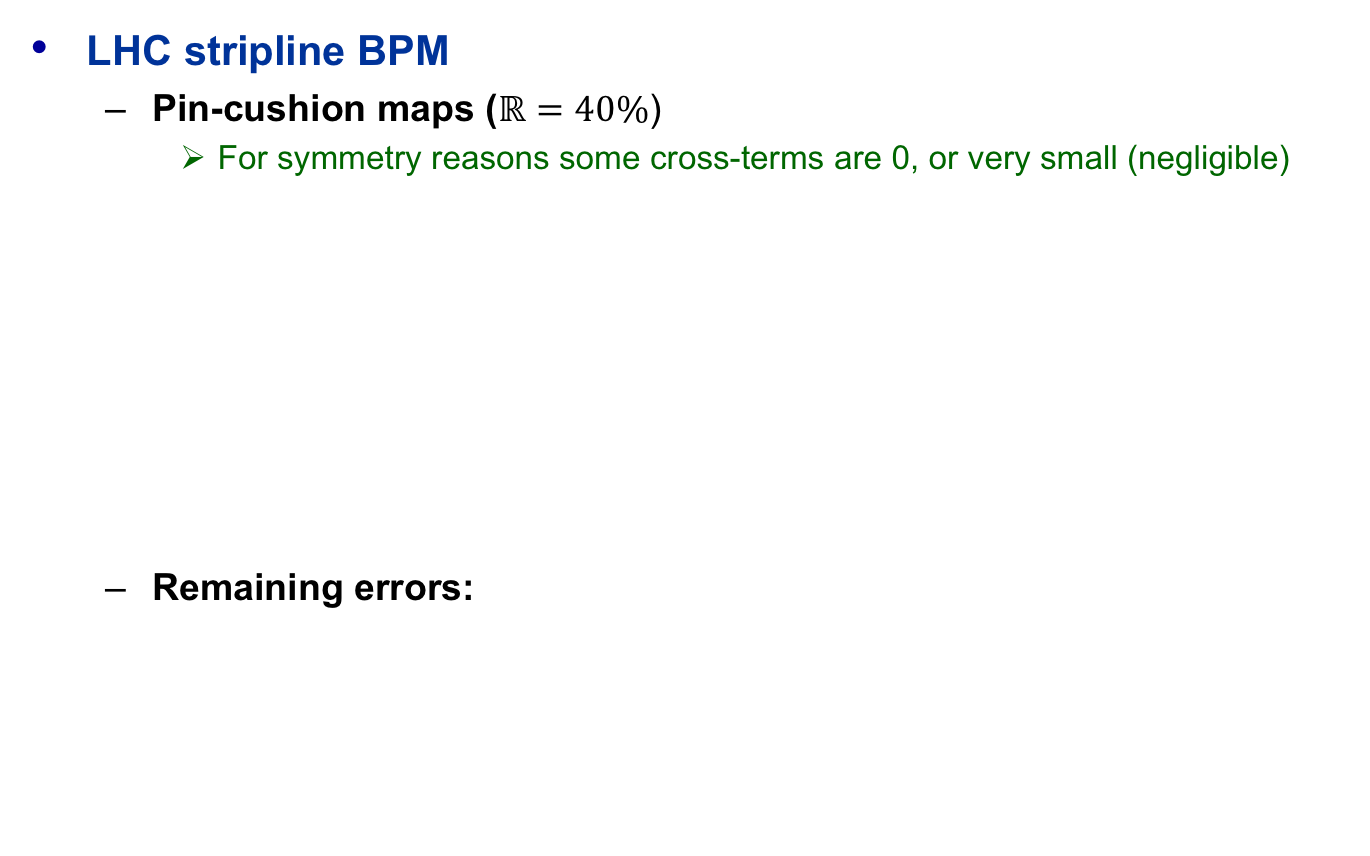 • LHC stripline BPM
– Pin-cushion maps (ℝ = 40%)
➢ For symmetry reasons some cross-terms are 0, or very small (negligible)
– Remaining errors: